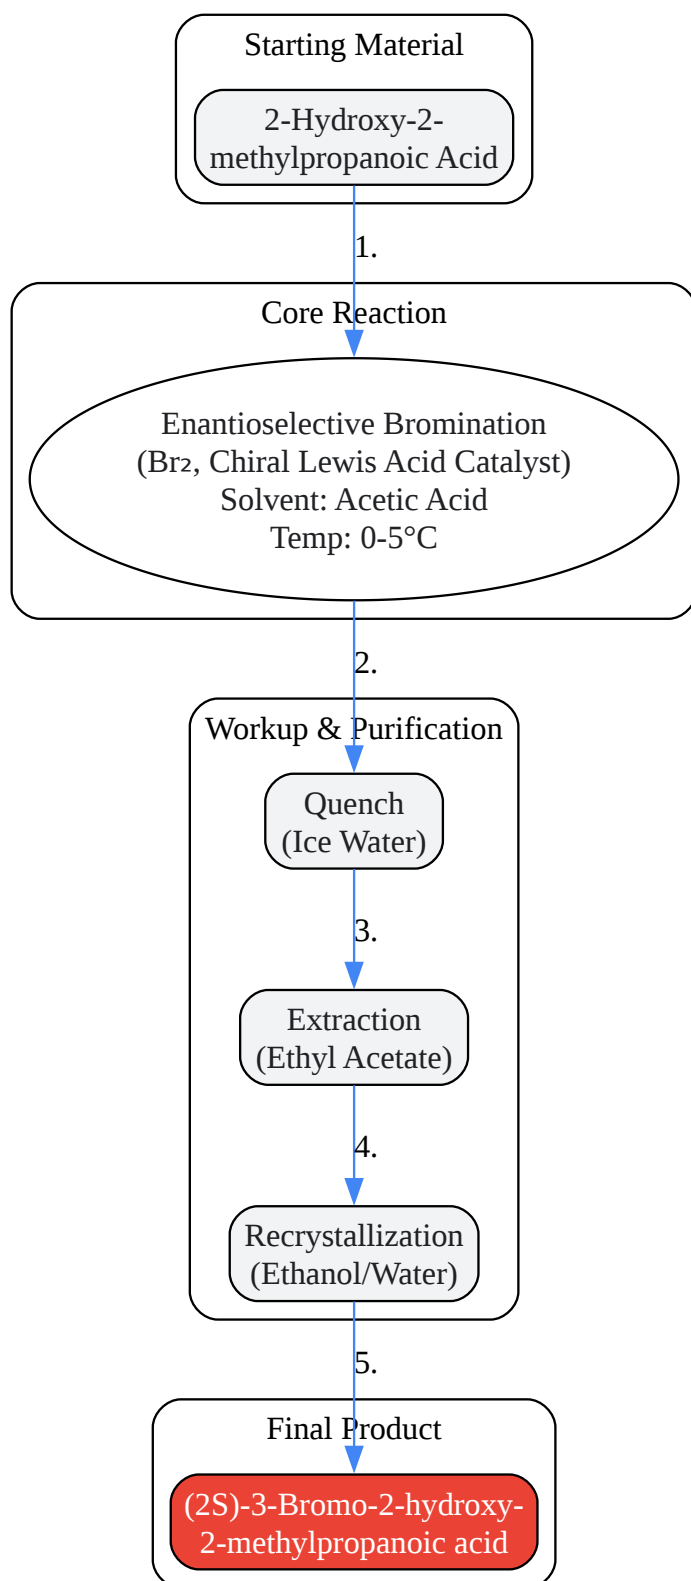 Starting Material
2-Hydroxy-2-
methylpropanoic Acid
1.
Core Reaction
Enantioselective Bromination
(Br₂, Chiral Lewis Acid Catalyst)
Solvent: Acetic Acid
Temp: 0-5°C
2.
Workup & Purification
Quench
(Ice Water)
3.
Extraction
(Ethyl Acetate)
4.
Recrystallization
(Ethanol/Water)
5.
Final Product
(2S)-3-Bromo-2-hydroxy-
2-methylpropanoic acid